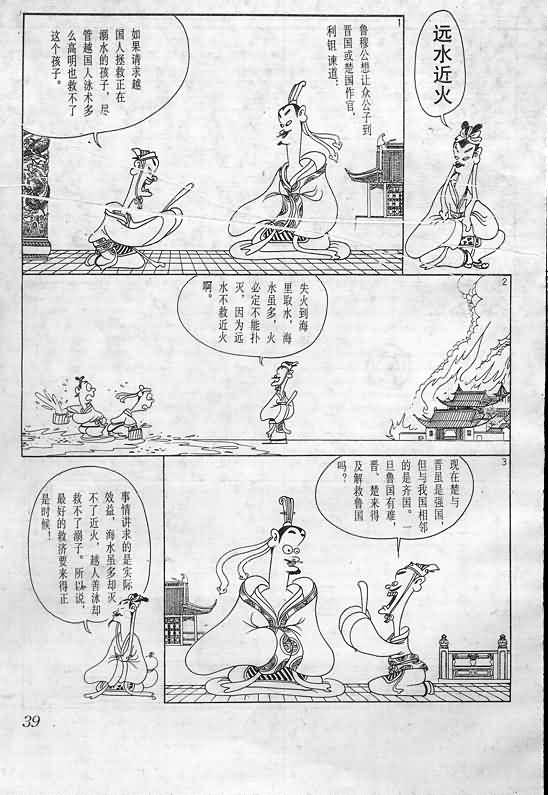 远水近火
1
鲁穆公想让众公子到
晋国或楚国作官，
利钼谏道：
如果请求越
国人拯救正在
溺水的孩子，尽
管越国人泳术多
么高明也救不了
这个孩子。
2
失火到海
里取水，海
水虽多，火
必定不能扑
灭，因为远
水不救近火
啊。
3
现在楚与
晋虽是强国，
但与我国相邻
的是齐国。一
旦鲁国有难，
晋、楚来得
及解救鲁国
吗？
事情讲求的是实际
效益，海水虽多却灭
不了近火，越人善泳却
救不了溺子。所以说，
最好的救济要来得正
是时候！
39